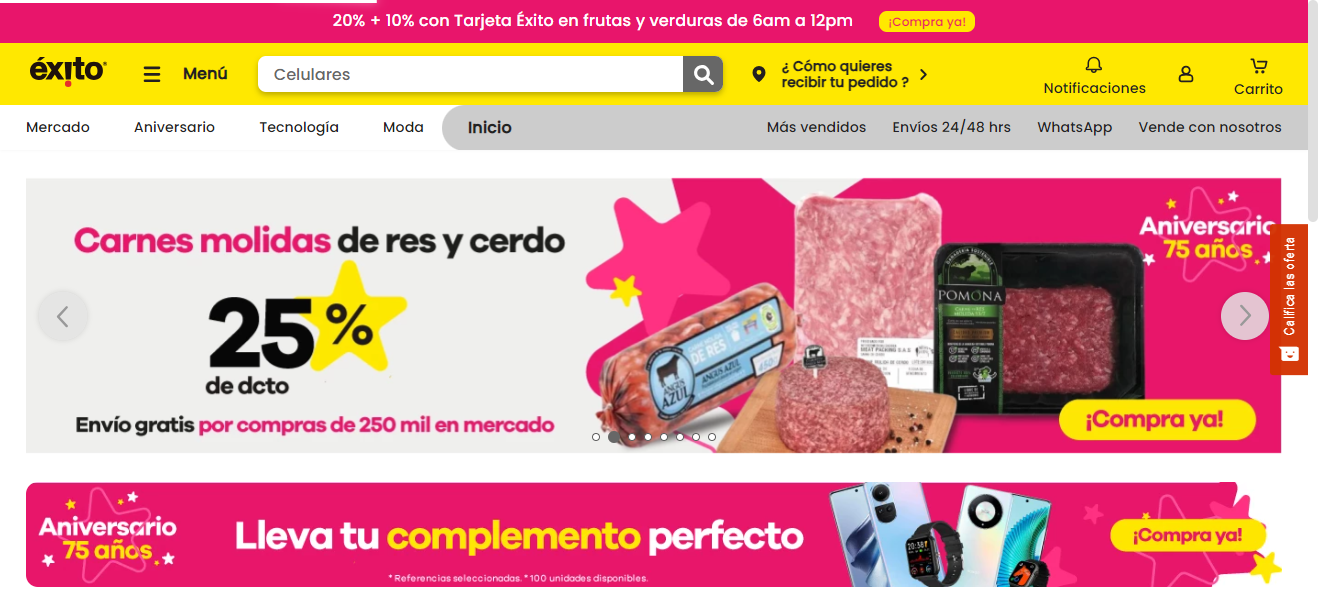 20% + 10% con Tarjeta Éxito en frutas y verduras de 6am a 12pm
¡Compra ya!
éxito
Menú
Celulares
¿ Cómo quieres
recibir tu pedido ?
Notificaciones
Carrito
Mercado
Aniversario
Tecnología
Moda
Inicio
Más vendidos
Envíos 24/48 hrs
WhatsApp
Vende con nosotros
Carnes molidas de res y cerdo
25%
de dcto
Envío gratis por compras de 250 mil en mercado
DE RES
ANGUS AZUL
ANGUS
AZUL
POMONA
Aniversario
75 años
¡Compra ya!
Califica las oferta
Aniversario
75 años
Lleva tu complemento perfecto
* Referencias seleccionadas. * 100 unidades disponibles.
20:38
¡Compra ya!